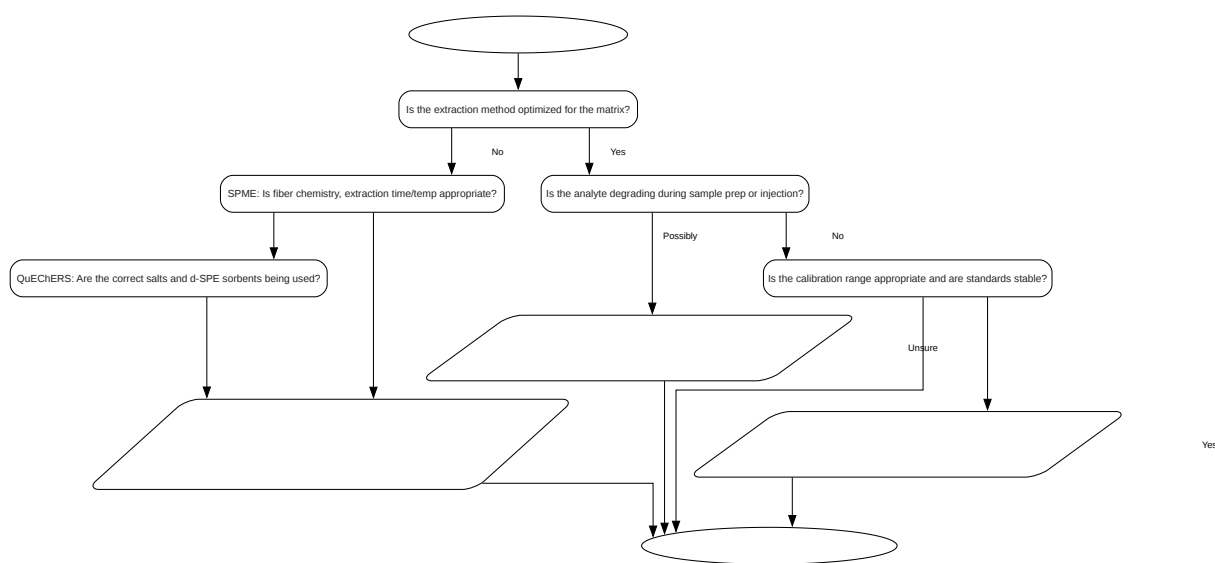 Is the extraction method optimized for the matrix?
No
Yes
SPME: Is fiber chemistry, extraction time/temp appropriate?
Is the analyte degrading during sample prep or injection?
Possibly
No
QuEChERS: Are the correct salts and d-SPE sorbents being used?
Is the calibration range appropriate and are standards stable?
Unsure
Yes